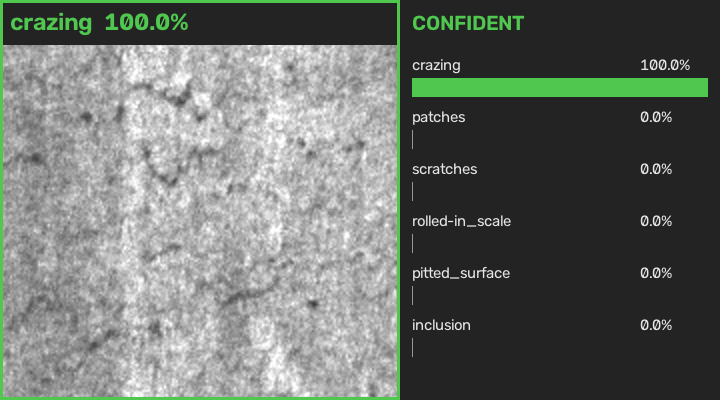 crazing 100.0%
CONFIDENT
crazing 100.0%
patches 0.0%
scratches 0.0%
rolled-in_scale 0.0%
pitted_surface 0.0%
inclusion 0.0%